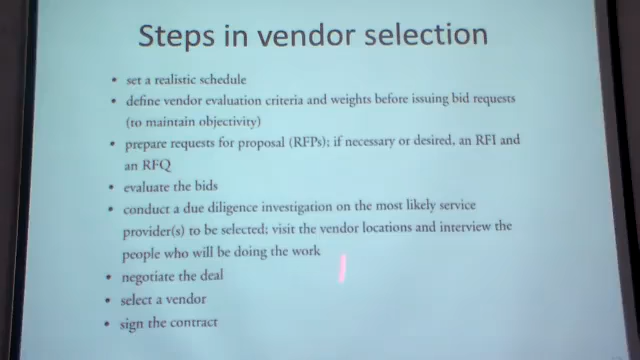 Steps in vendor selection
• set a realistic schedule
• define vendor evaluation criteria and weights before issuing bid requests
(to maintain objectivity)
• prepare requests for proposal (RFPs); if necessary or desired, an RFI and
an RFQ
• evaluate the bids
• conduct a due diligence investigation on the most likely service
provider(s) to be selected; visit the vendor locations and interview the
people who will be doing the work
• negotiate the deal
• select a vendor
• sign the contract